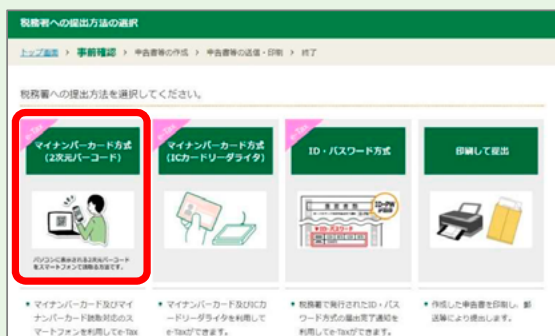 税務署への提出方法の選択
トップ画面 > 事前確認 > 申告書等の作成 > 申告書等の送信・印刷 > 終了
税務署への提出方法を選択してください。
e-Tax
マイナンバーカード方式
(2次元バーコード)
パソコンに表示される2次元バーコード
をスマートフォンで読取る方法です。
• マイナンバーカード及びマイ
ナンバーカード読取対応のス
マートフォンを利用してe-Tax
e-Tax
マイナンバーカード方式
(ICカードリーダライタ)
• マイナンバーカード及びICカ
ードリーダライタを利用して
e-Taxができます。
e-Tax
ID・パスワード方式
ID・パスワード
• 税務署で発行されたID・パス
ワード方式の届出完了通知を
利用してe-Taxができます。
印刷して提出
• 作成した申告書を印刷し、郵
送等により提出します。